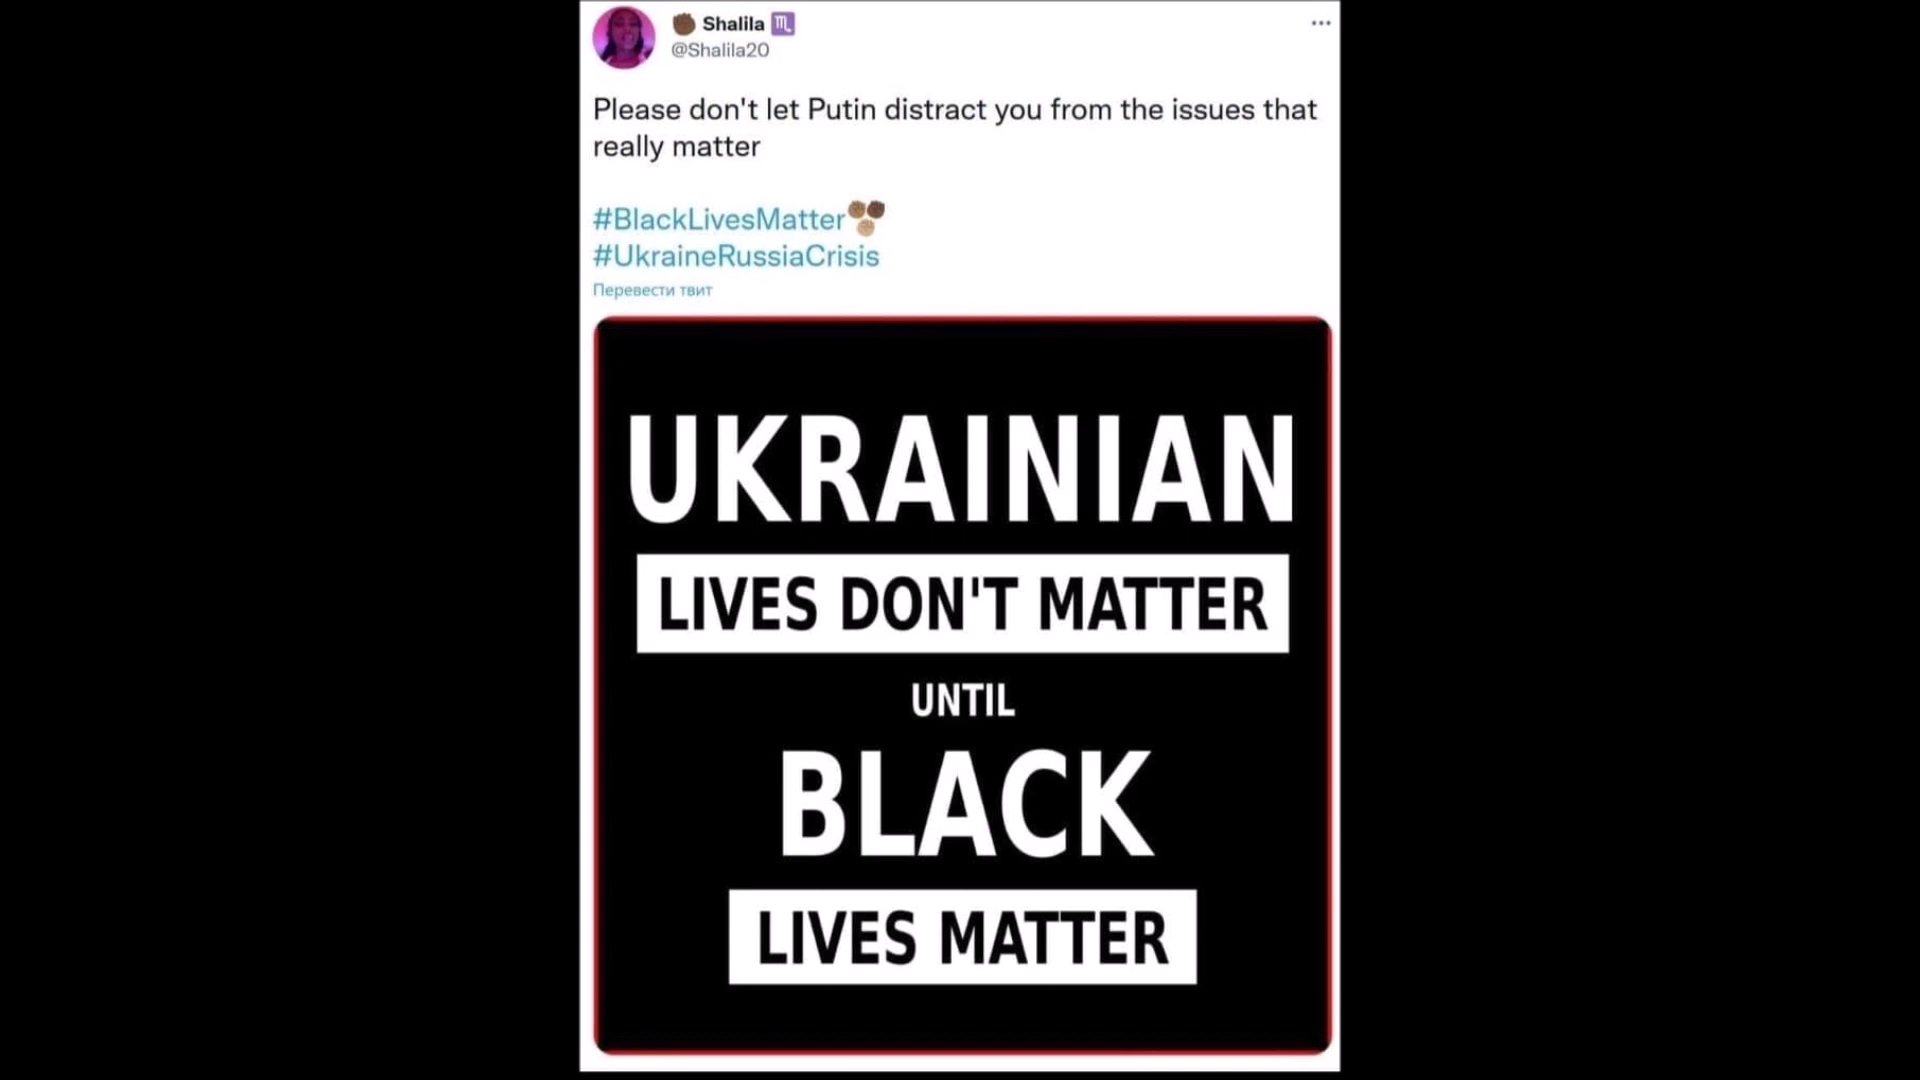 ✊🏾 Shalila ♏
@Shalila20
Please don't let Putin distract you from the issues that
really matter
#BlackLivesMatter✊🏽✊🏿✊🏼
#UkraineRussiaCrisis
Перевести твит
UKRAINIAN
LIVES DON'T MATTER
UNTIL
BLACK
LIVES MATTER